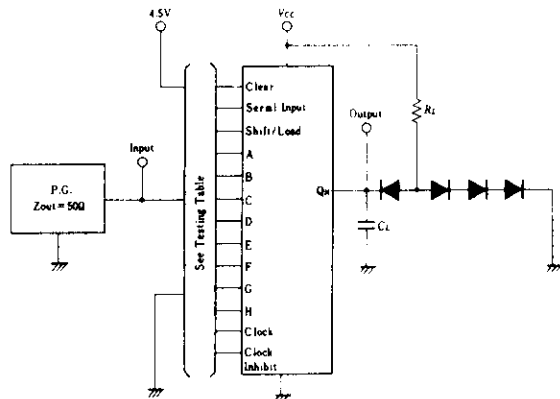 4.5V
Vcc
Clear
Serial Input
Shift/Load
A
B
C
D
E
F
G
H
Clock
Clock
Inhibit
See Testing Table
Input
P.G.
Zout = 50Ω
Output
RL
QH
CL